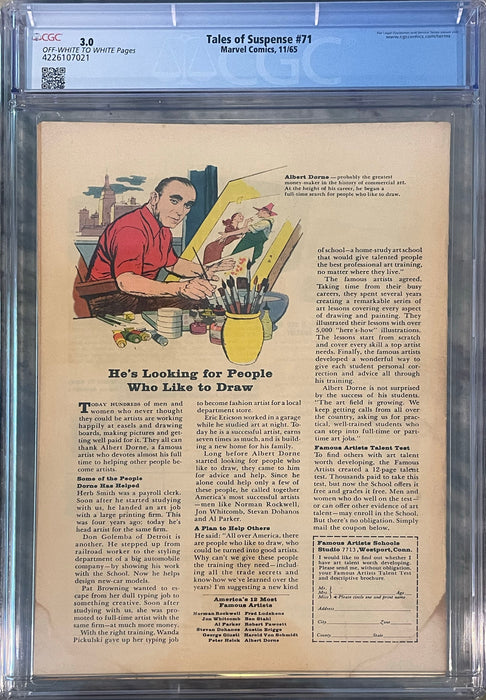 CGC
3.0
OFF-WHITE TO WHITE Pages
4226107021
Tales of Suspense #71
Marvel Comics, 11/65
www.cgccomics.com/terms
CGC
Albert Dorne — probably the greatest
money-maker in the history of commercial art.
At the height of his career, he began a
full-time search for people who like to draw.
He's Looking for People
Who Like to Draw
TODAY HUNDREDS of men and
women who never thought
they could be artists are working
happily at easels and drawing
boards, making pictures and get-
ting well paid for it. They all can
thank Albert Dorne, a famous
artist who devotes almost his full
time to helping other people be-
come artists.
Some of the People
Dorne Has Helped
Herb Smith was a payroll clerk.
Soon after he started studying
with us, he landed an art job
with a large printing firm. This
was four years ago: today he's
head artist for the same firm.
Don Golemba of Detroit is
another. He stepped up from
railroad worker to the styling
department of a big automobile
company—by showing his work
with the School. Now he helps
design new-car models.
Pat Browning wanted to es-
cape from her dull typing job to
something creative. Soon after
studying with us, she was pro-
moted to full-time artist with the
same firm—at much more money.
With the right training, Wanda
Pickulski gave up her typing job
to become fashion artist for a local
department store.
Eric Ericson worked in a garage
while he studied art at night. To-
day he is a successful artist, earns
seven times as much, and is build-
ing a new home for his family.
Long before Albert Dorne
started looking for people who
like to draw, they came to him
for advice and help. Since he
alone could help only a few of
these people, he called together
America's most successful artists
—men like Norman Rockwell,
Jon Whitcomb, Stevan Dohanos
and Al Parker.
A Plan to Help Others
He said: "All over America, there
are people who like to draw, who
could be turned into good artists.
Why can't we give these people
the training they need—includ-
ing all the trade secrets and
know-how we've learned over the
years? I'm suggesting a new kind
America's 12 Most
Famous Artists
Norman Rockwell Fred Ludekens
Jon Whitcomb Ben Stahl
Al Parker Robert Fawcett
Stevan Dohanos Austin Briggs
George Giusti Harold Von Schmidt
Peter Helck Albert Dorne
of school—a home-study art school
that would give talented people
the best professional art training,
no matter where they live."
The famous artists agreed.
Taking time from their busy
careers, they spent several years
creating a remarkable series of
art lessons covering every aspect
of drawing and painting. They
illustrated their lessons with over
5,000 "here's-how" illustrations.
The lessons start from scratch
and cover every skill a top artist
needs. Finally, the famous artists
developed a wonderful way to
give each student personal cor-
rection and advice all through
his training.
Albert Dorne is not surprised
by the success of his students.
"The art field is growing. We
keep getting calls from all over
the country, asking us for prac-
tical, well-trained students who
can step into full-time or part-
time art jobs."
Famous Artists Talent Test
To find others with art talent
worth developing, the Famous
Artists created a 12-page talent
test. Thousands paid to take this
test, but now the School offers it
free and grades it free. Men and
women who do well on the test—
or can offer other evidence of art
talent—may enroll in the School.
But there's no obligation. Simply
mail the coupon below.
Famous Artists Schools
Studio 7713, Westport, Conn.
I would like to find out whether I
have art talent worth developing.
Please send me, without obligation,
your Famous Artists Talent Test
and descriptive brochure.
Mr.
Mrs. Age
Miss Please circle one and print name
Address
City Zone
County State